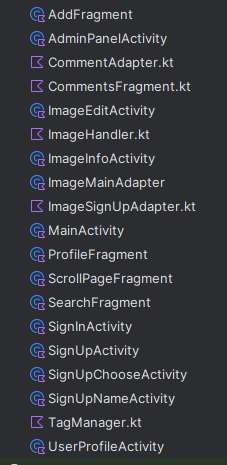 AddFragment
AdminPanelActivity
CommentAdapter.kt
CommentsFragment.kt
ImageEditActivity
ImageHandler.kt
ImageInfoActivity
ImageMainAdapter
ImageSignUpAdapter.kt
MainActivity
ProfileFragment
ScrollPageFragment
SearchFragment
SignInActivity
SignUpActivity
SignUpChooseActivity
SignUpNameActivity
TagManager.kt
UserProfileActivity